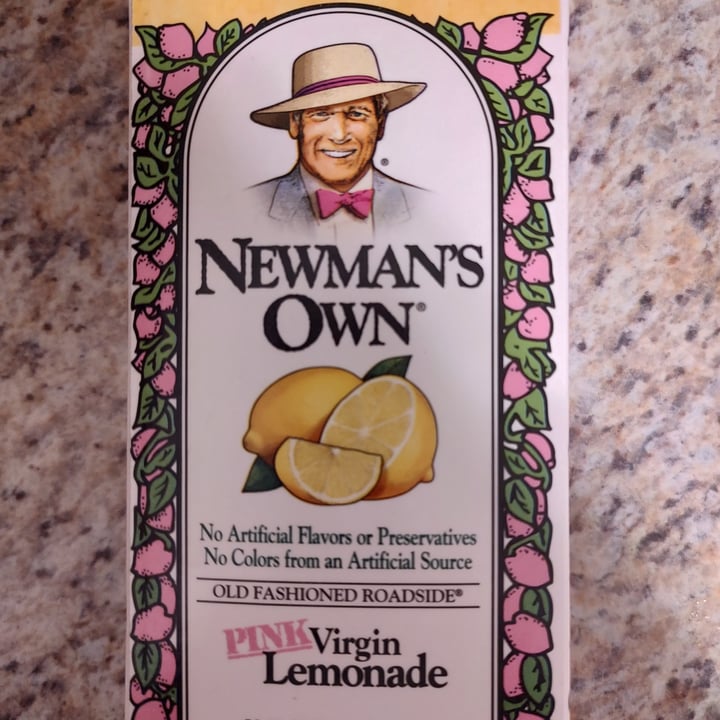 NEWMAN'S
OWN®
No Artificial Flavors or Preservatives
No Colors from an Artificial Source
OLD FASHIONED ROADSIDE®
PINK Virgin
Lemonade